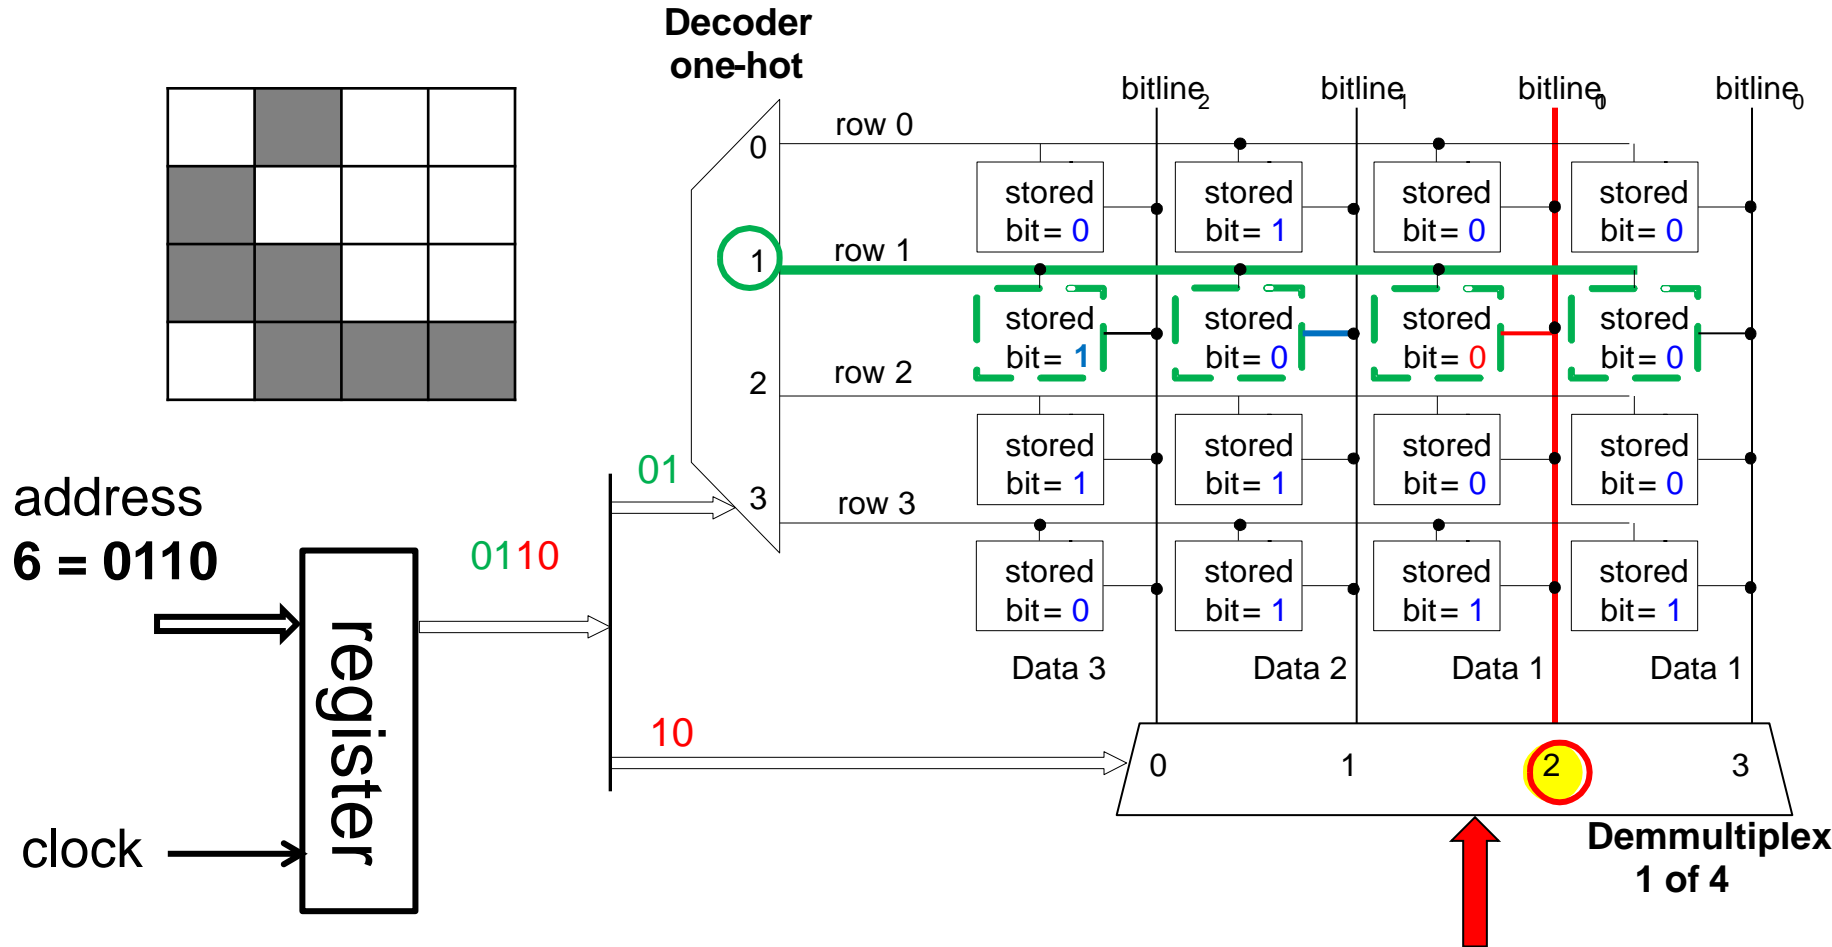 Decoder
one-hot
bitline2
bitline1
bitline0
bitline0
0
row 0
stored
bit= 0
stored
bit= 1
stored
bit= 0
stored
bit= 0
1
row 1
stored
bit= 1
stored
bit= 0
stored
bit= 0
stored
bit= 0
2
row 2
stored
bit= 1
stored
bit= 1
stored
bit= 0
stored
bit= 0
3
row 3
stored
bit= 0
stored
bit= 1
stored
bit= 1
stored
bit= 1
01
address
6 = 0110
0110
register
clock
Data 3
Data 2
Data 1
Data 1
10
0
1
2
3
Demmultiplex
1 of 4